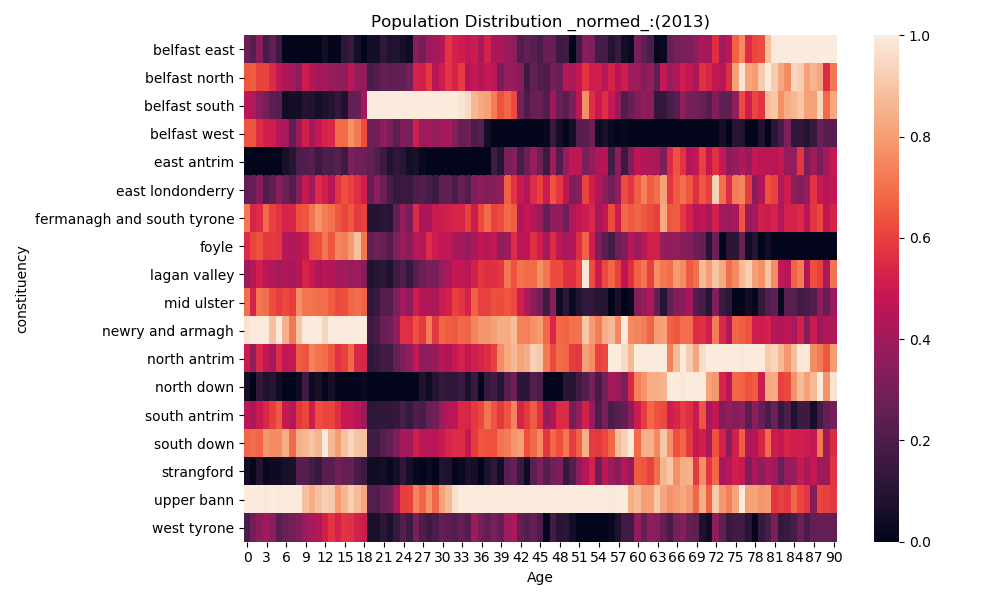 Population Distribution _normed_:(2013)
constituency
belfast east
belfast north
belfast south
belfast west
east antrim
east londonderry
fermanagh and south tyrone
foyle
lagan valley
mid ulster
newry and armagh
north antrim
north down
south antrim
south down
strangford
upper bann
west tyrone
0 3 6 9 12 15 18 21 24 27 30 33 36 39 42 45 48 51 54 57 60 63 66 69 72 75 78 81 84 87 90
Age
1.0
0.8
0.6
0.4
0.2
0.0